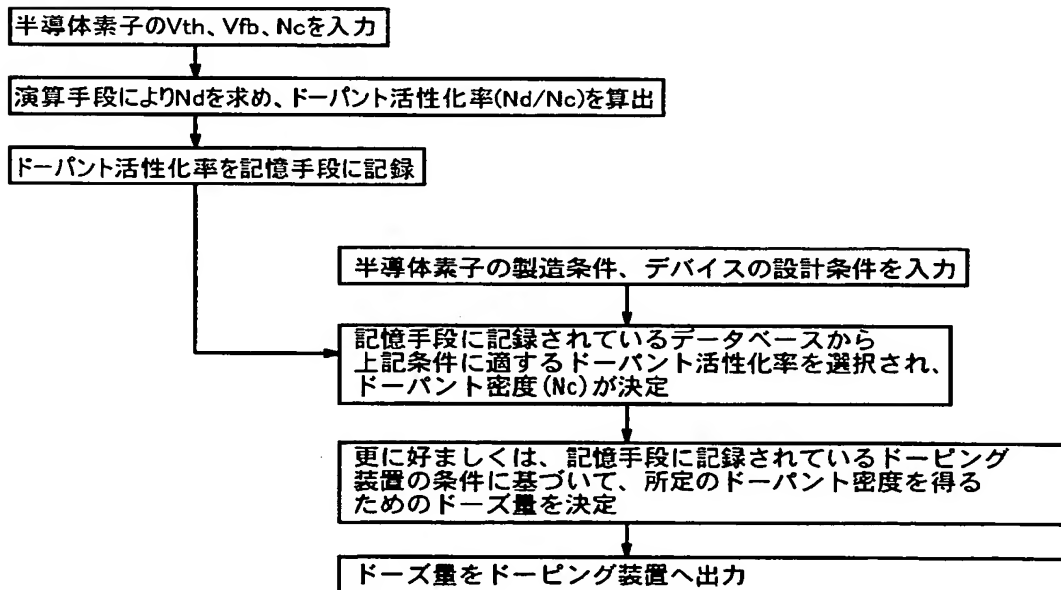 半導体素子のVth、Vfb、Ncを入力
演算手段によりNdを求め、ドーパント活性化率(Nd/Nc)を算出
ドーパント活性化率を記憶手段に記録
半導体素子の製造条件、デバイスの設計条件を入力
記憶手段に記録されているデータベースから
上記条件に適するドーパント活性化率を選択され、
ドーパント密度(Nc)が決定
更に好ましくは、記憶手段に記録されているドーピング
装置の条件に基づいて、所定のドーパント密度を得る
ためのドーズ量を決定
ドーズ量をドーピング装置へ出力